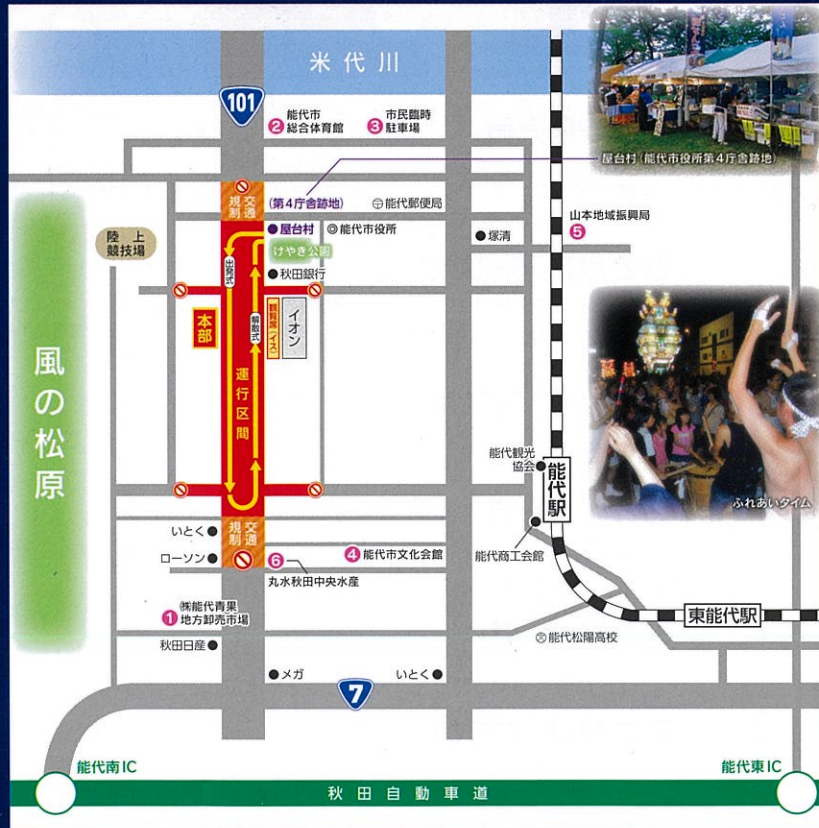 米代川
101
能代市
②総合体育館
市民臨時
③駐車場
屋台村(能代市役所第4庁舎跡地)
交通
規制
(第4庁舎跡地)
〶能代郵便局
山本地域振興局
⑤
陸上
競技場
●屋台村
◎能代市役所
●塚清
けやき公園
出発式
●秋田銀行
本部
観覧席(イス)
イオン
解散式
運行区間
風の松原
能代観光
協会●
能代駅
ふれあいタイム
いとく●
交通
規制
④能代市文化会館
能代商工会館
ローソン●
⑥
丸水秋田中央水産
㈱能代青果
①地方卸売市場
東能代駅
秋田日産●
能代松陽高校
●メガ
いとく●
7
能代南IC
能代東IC
秋田自動車道